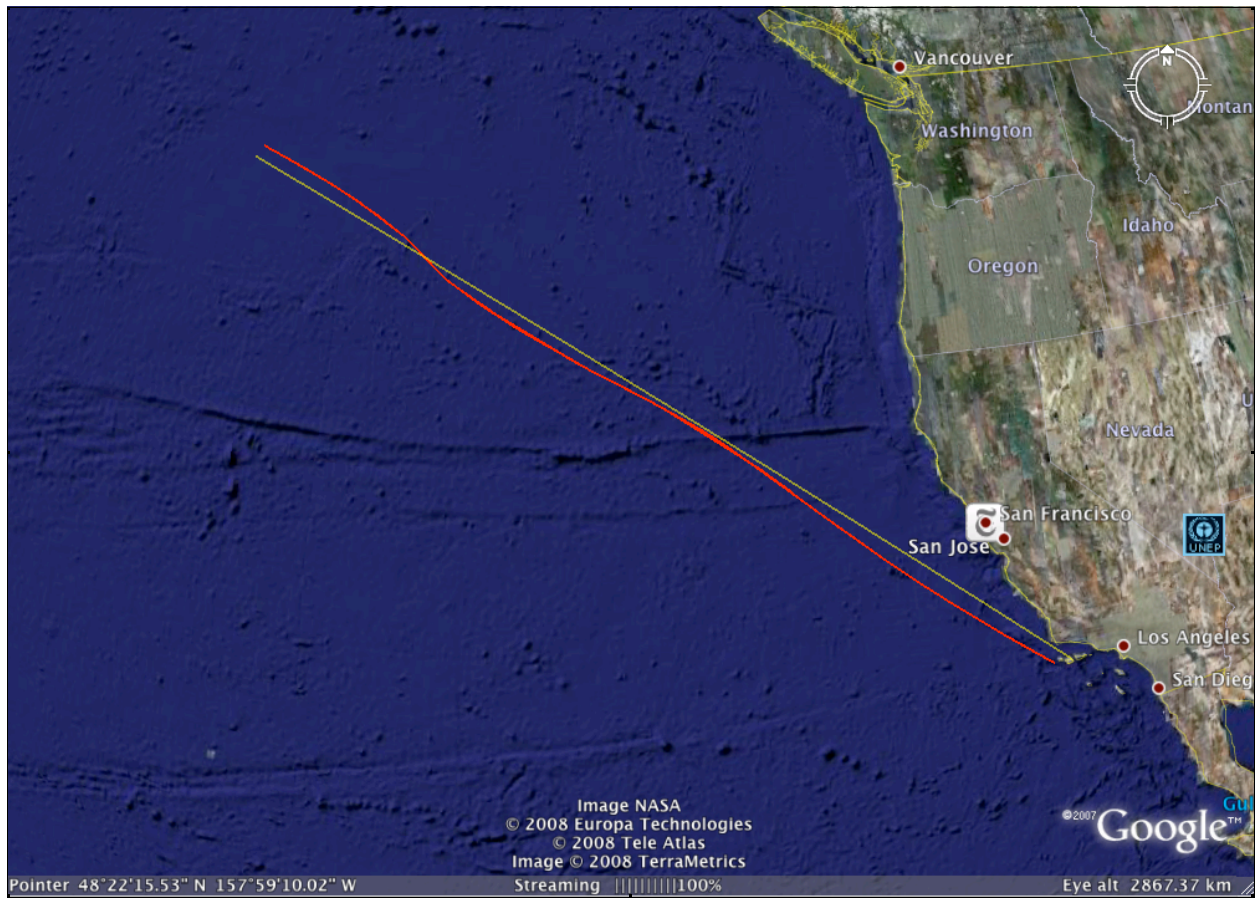 Vancouver
N
Montan
Washington
Idaho
Oregon
Nevada
U
San Francisco
San Jose
UNEP
Los Angeles
San Dieg
Gul
Image NASA
© 2008 Europa Technologies
© 2008 Tele Atlas
Image © 2008 TerraMetrics
©2007 Google™
Pointer 48°22'15.53" N 157°59'10.02" W Streaming ||||||||||100% Eye alt 2867.37 km